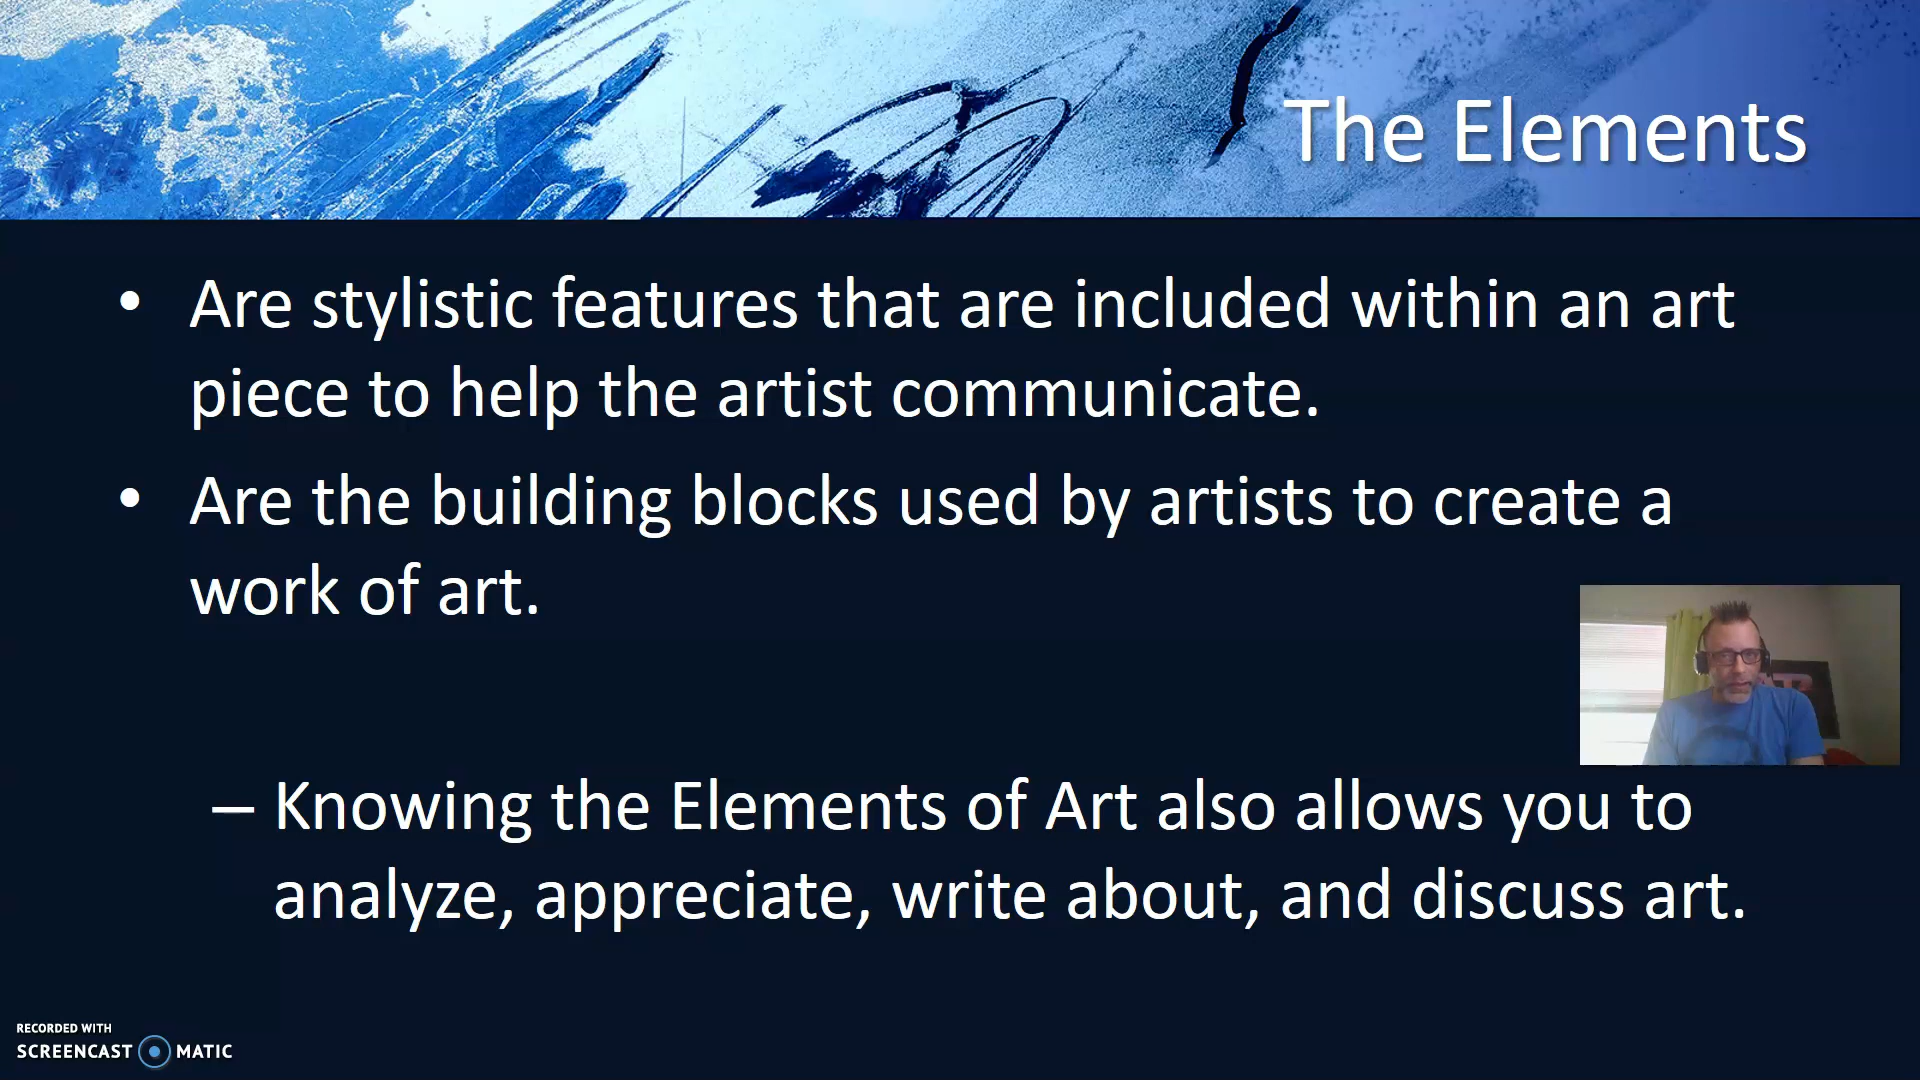 The Elements
• Are stylistic features that are included within an art
piece to help the artist communicate.
• Are the building blocks used by artists to create a
work of art.
– Knowing the Elements of Art also allows you to
analyze, appreciate, write about, and discuss art.
RECORDED WITH
SCREENCAST MATIC